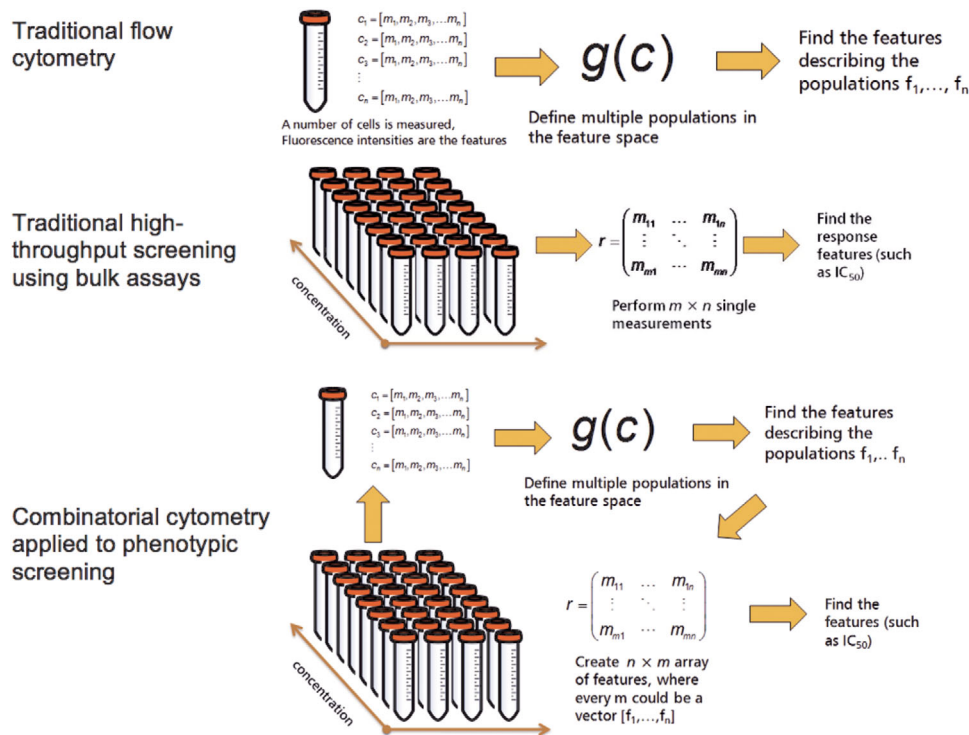 Traditional flow
cytometry
c₁ = [m₁, m₂, m₃, ...mₙ]
c₂ = [m₁, m₂, m₃, ...mₙ]
c₃ = [m₁, m₂, m₃, ...mₙ]
⋮
cₙ = [m₁, m₂, m₃, ...mₙ]
A number of cells is measured,
Fluorescence intensities are the features
g(c)
Define multiple populations in
the feature space
Find the features
describing the
populations f₁,..., fₙ
Traditional high-
throughput screening
using bulk assays
concentration
r = ( m₁₁ ... m₁ₙ
⋮ ⋱ ⋮
mₘ₁ ... mₘₙ )
Perform m × n single
measurements
Find the
response
features (such
as IC₅₀)
Combinatorial cytometry
applied to phenotypic
screening
c₁ = [m₁, m₂, m₃, ...mₙ]
c₂ = [m₁, m₂, m₃, ...mₙ]
c₃ = [m₁, m₂, m₃, ...mₙ]
⋮
cₙ = [m₁, m₂, m₃, ...mₙ]
g(c)
Define multiple populations in
the feature space
Find the features
describing the
populations f₁,.. fₙ
concentration
r = ( m₁₁ ... m₁ₙ
⋮ ⋱ ⋮
mₘ₁ ... mₘₙ )
Create n × m array
of features, where
every m could be a
vector [f₁,...,fₙ]
Find the
features (such
as IC₅₀)